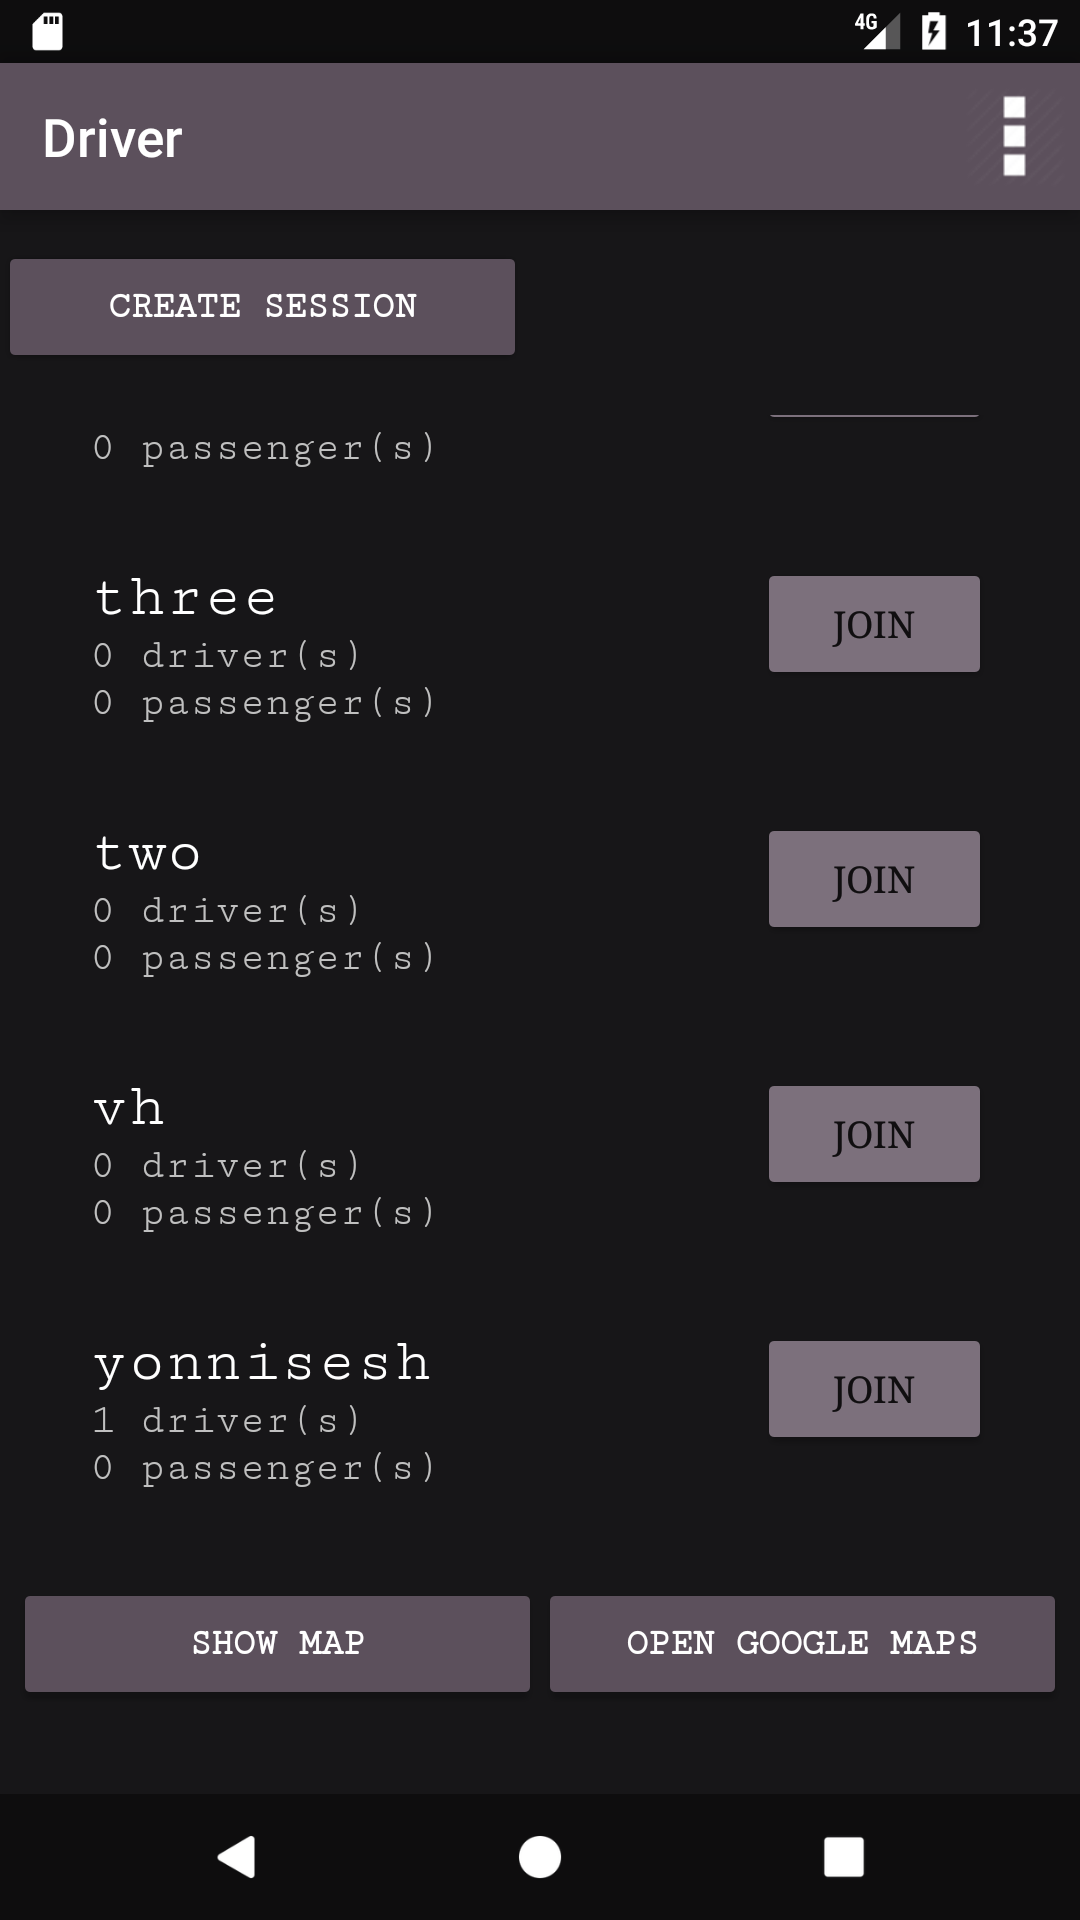 4G 11:37
Driver
CREATE SESSION
0 passenger(s)
three
0 driver(s)
0 passenger(s)
JOIN
two
0 driver(s)
0 passenger(s)
JOIN
vh
0 driver(s)
0 passenger(s)
JOIN
yonnisesh
1 driver(s)
0 passenger(s)
JOIN
SHOW MAP
OPEN GOOGLE MAPS